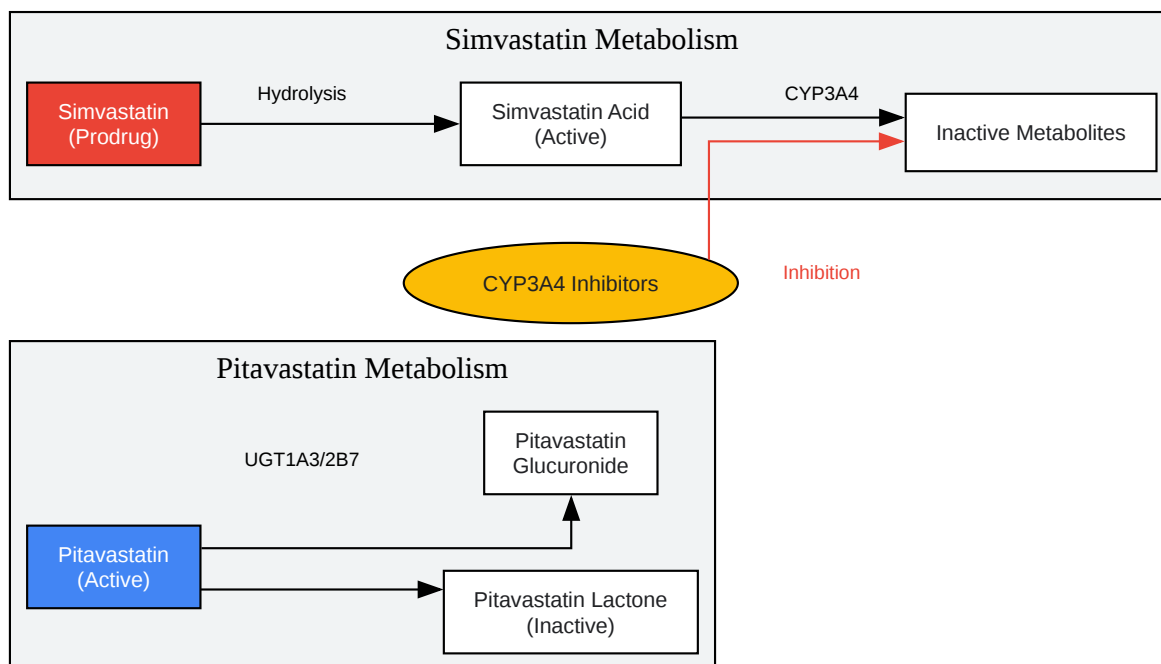 Simvastatin Metabolism
Simvastatin
(Prodrug)
Hydrolysis
Simvastatin Acid
(Active)
CYP3A4
Inactive Metabolites
CYP3A4 Inhibitors
Inhibition
Pitavastatin Metabolism
UGT1A3/2B7
Pitavastatin
Glucuronide
Pitavastatin
(Active)
Pitavastatin Lactone
(Inactive)